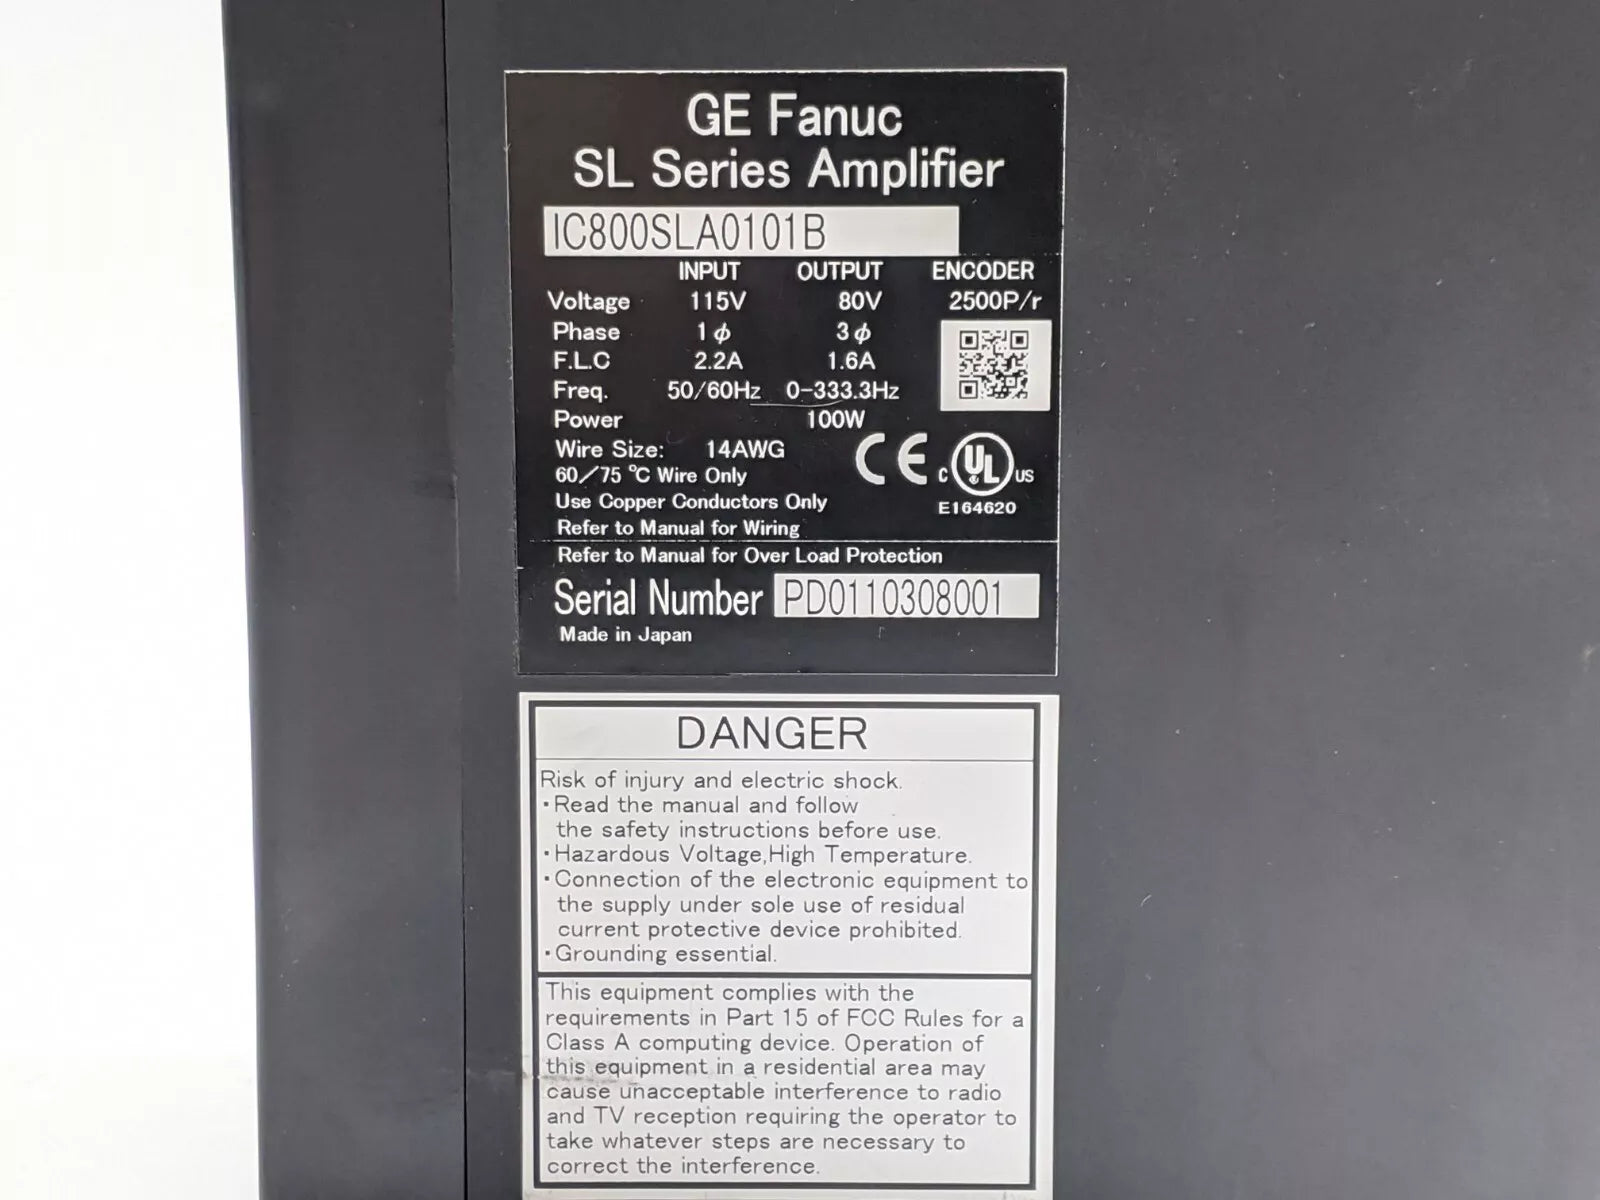 GE Fanuc
SL Series Amplifier
IC800SLA0101B
INPUT OUTPUT ENCODER
Voltage 115V 80V 2500P/r
Phase 1ϕ 3ϕ
F.L.C 2.2A 1.6A
Freq. 50/60Hz 0-333.3Hz
Power 100W
Wire Size: 14AWG
60/75 ℃ Wire Only
Use Copper Conductors Only
Refer to Manual for Wiring
CE
C UL US
E164620
Refer to Manual for Over Load Protection
Serial Number PD0110308001
Made in Japan
DANGER
Risk of injury and electric shock.
・Read the manual and follow
the safety instructions before use.
・Hazardous Voltage,High Temperature.
・Connection of the electronic equipment to
the supply under sole use of residual
current protective device prohibited.
・Grounding essential.
This equipment complies with the
requirements in Part 15 of FCC Rules for a
Class A computing device. Operation of
this equipment in a residential area may
cause unacceptable interference to radio
and TV reception requiring the operator to
take whatever steps are necessary to
correct the interference.